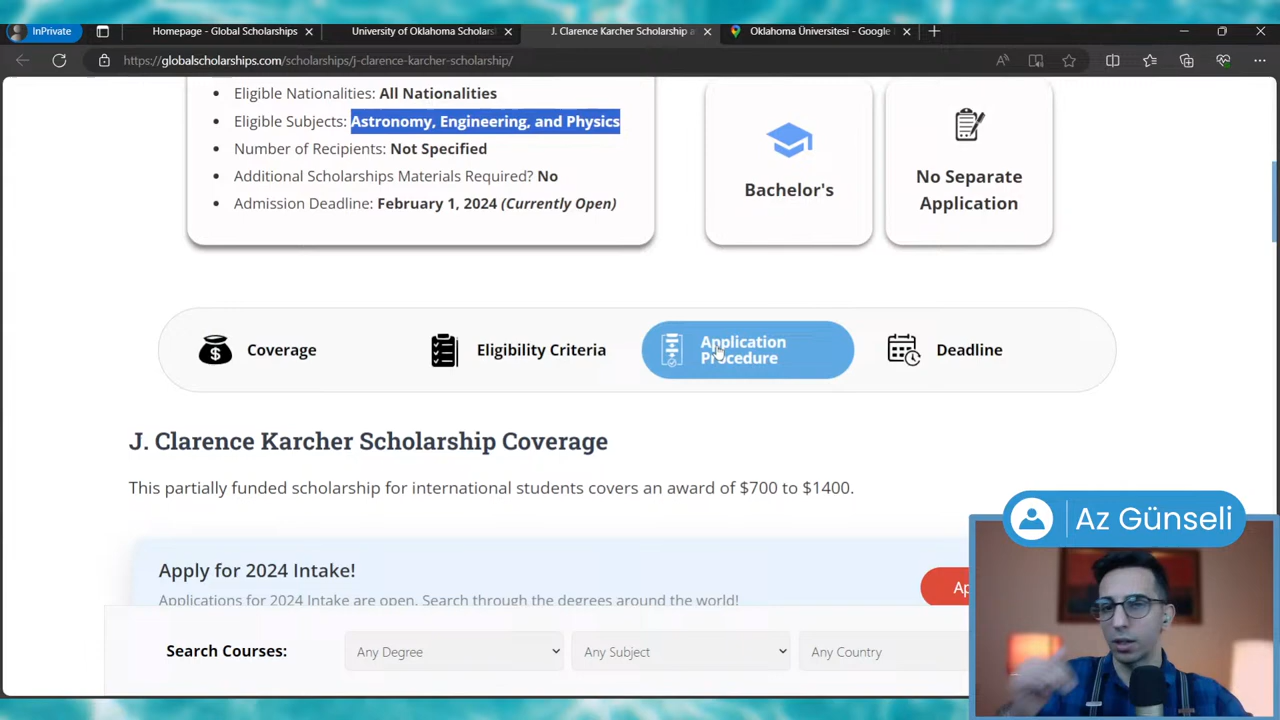 InPrivate
Homepage - Global Scholarships
University of Oklahoma Scholars
J. Clarence Karcher Scholarship a
Oklahoma Üniversitesi - Google
https://globalscholarships.com/scholarships/j-clarence-karcher-scholarship/
Eligible Nationalities: All Nationalities
Eligible Subjects: Astronomy, Engineering, and Physics
Number of Recipients: Not Specified
Additional Scholarships Materials Required? No
Admission Deadline: February 1, 2024 (Currently Open)
Bachelor's
No Separate
Application
Coverage
Eligibility Criteria
Application
Procedure
Deadline
J. Clarence Karcher Scholarship Coverage
This partially funded scholarship for international students covers an award of $700 to $1400.
Apply for 2024 Intake!
Applications for 2024 Intake are open. Search through the degrees around the world!
Ap
Search Courses:
Any Degree
Any Subject
Any Country
Az Günseli